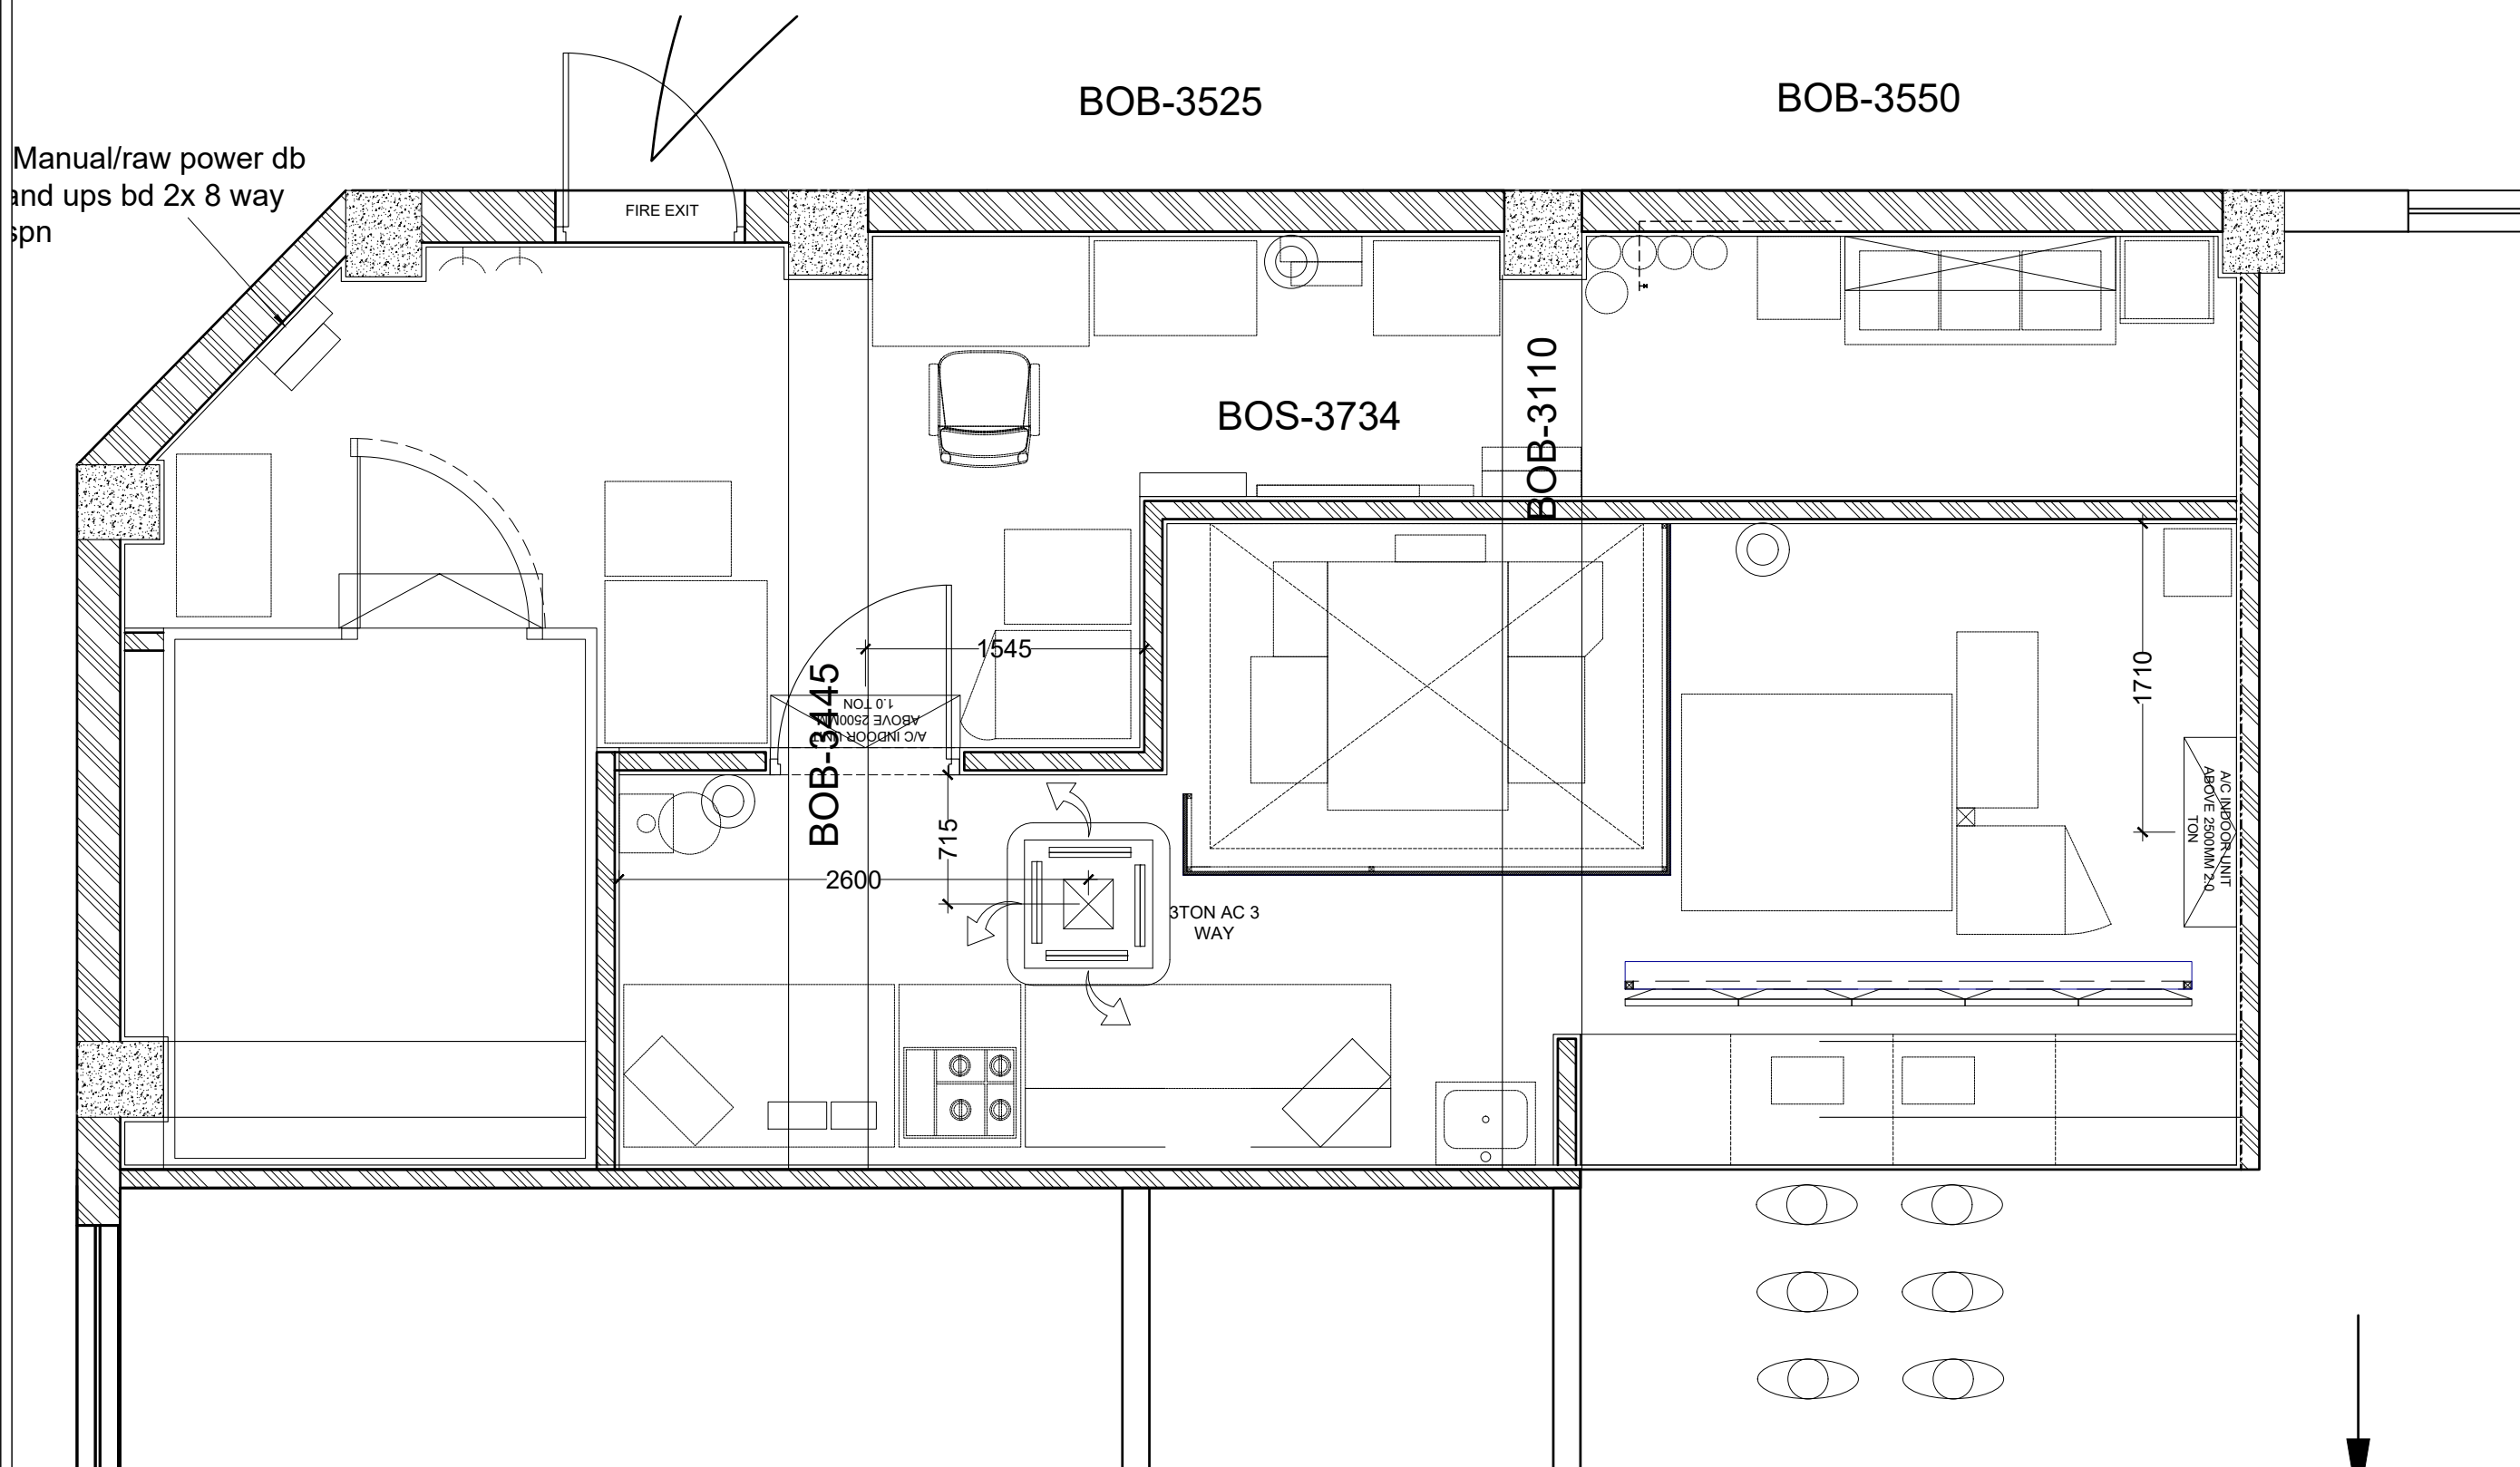 BOB-3525
BOB-3550
Manual/raw power db
and ups bd 2x 8 way
spn
FIRE EXIT
BOS-3734
BOB-3110
1545
BOB-3445
A/C INDOOR UNIT
ABOVE 2500MM
1.0 TON
1710
A/C INDOOR UNIT
ABOVE 2500MM 2.0
TON
715
2600
3TON AC 3
WAY